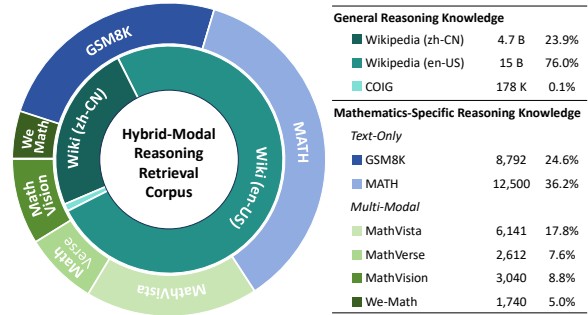 GSM8K
MATH
MathVista
Math
Verse
Math
Vision
We
Math
Wiki (zh-CN)
Wiki (en-US)
Hybrid-Modal
Reasoning
Retrieval
Corpus
General Reasoning Knowledge
Wikipedia (zh-CN) 4.7 B 23.9%
Wikipedia (en-US) 15 B 76.0%
COIG 178 K 0.1%
Mathematics-Specific Reasoning Knowledge
Text-Only
GSM8K 8,792 24.6%
MATH 12,500 36.2%
Multi-Modal
MathVista 6,141 17.8%
MathVerse 2,612 7.6%
MathVision 3,040 8.8%
We-Math 1,740 5.0%